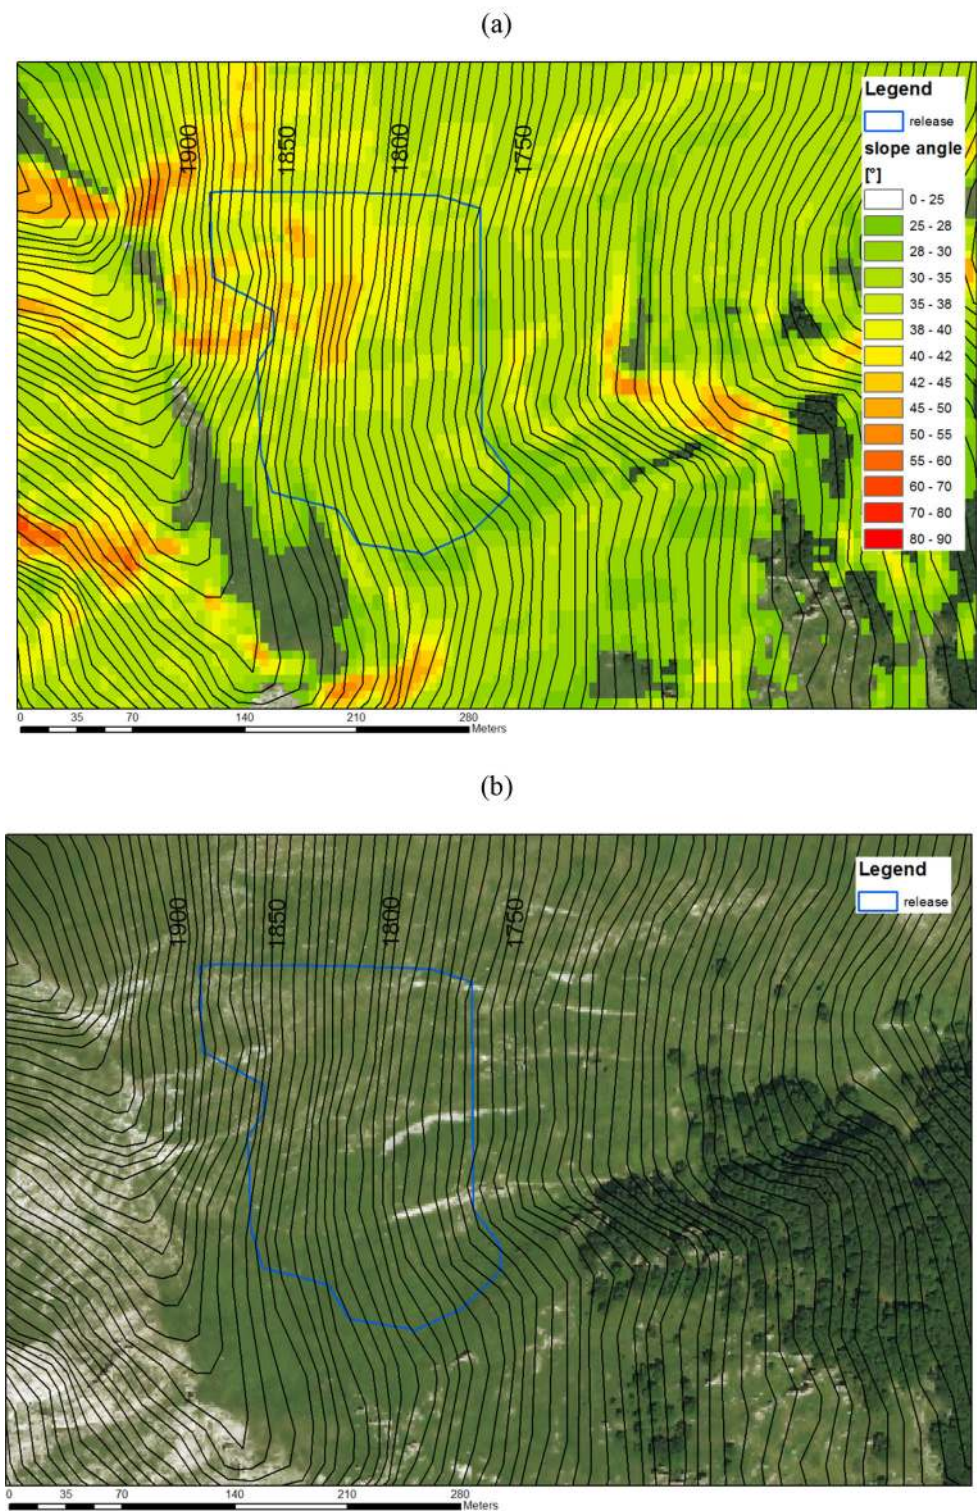 (a)
1900
1850
1800
1750
Legend
release
slope angle
[°]
0 - 25
25 - 28
28 - 30
30 - 35
35 - 38
38 - 40
40 - 42
42 - 45
45 - 50
50 - 55
55 - 60
60 - 70
70 - 80
80 - 90
0 35 70 140 210 280
Meters
(b)
1900
1850
1800
1750
Legend
release
0 35 70 140 210 280
Meters